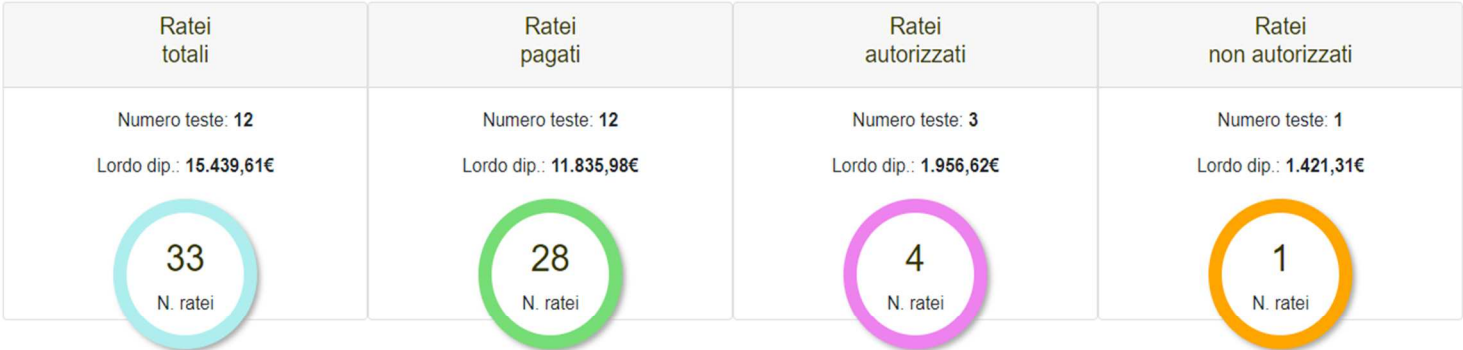 Ratei
totali
Numero teste: 12
Lordo dip.: 15.439,61€
33
N. ratei
Ratei
pagati
Numero teste: 12
Lordo dip.: 11.835,98€
28
N. ratei
Ratei
autorizzati
Numero teste: 3
Lordo dip.: 1.956,62€
4
N. ratei
Ratei
non autorizzati
Numero teste: 1
Lordo dip.: 1.421,31€
1
N. ratei